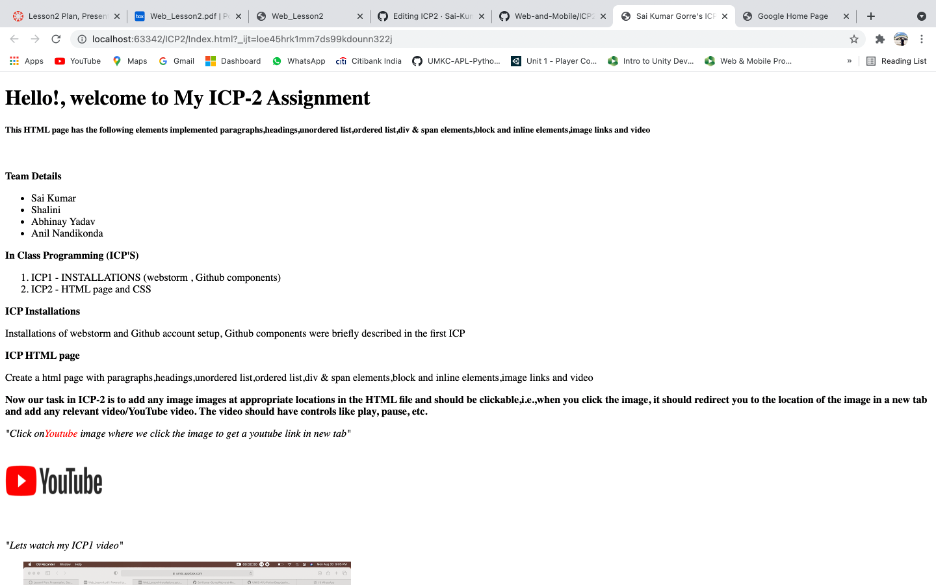 Lesson2 Plan, Presen
Web_Lesson2.pdf | P
Web_Lesson2
Editing ICP2 · Sai-Ku
Web-and-Mobile/ICP2
Sai Kumar Gorre's IC
Google Home Page
localhost:63342/ICP2/Index.html?_ijt=loe45hrk1mm7ds99kdounn322j
Apps
YouTube
Maps
Gmail
Dashboard
WhatsApp
Citibank India
UMKC-APL-Pytho...
Unit 1 - Player Co...
Intro to Unity Dev...
Web & Mobile Pro...
»
Reading List
Hello!, welcome to My ICP-2 Assignment
This HTML page has the following elements implemented paragraphs,headings,unordered list,ordered list,div & span elements,block and inline elements,image links and video
Team Details
• Sai Kumar
• Shalini
• Abhinay Yadav
• Anil Nandikonda
In Class Programming (ICP'S)
1. ICP1 - INSTALLATIONS (webstorm , Github components)
2. ICP2 - HTML page and CSS
ICP Installations
Installations of webstorm and Github account setup, Github components were briefly described in the first ICP
ICP HTML page
Create a html page with paragraphs,headings,unordered list,ordered list,div & span elements,block and inline elements,image links and video
Now our task in ICP-2 is to add any image images at appropriate locations in the HTML file and should be clickable,i.e.,when you click the image, it should redirect you to the location of the image in a new tab
and add any relevant video/YouTube video. The video should have controls like play, pause, etc.
"Click onYoutube image where we click the image to get a youtube link in new tab"
YouTube
"Lets watch my ICP1 video"